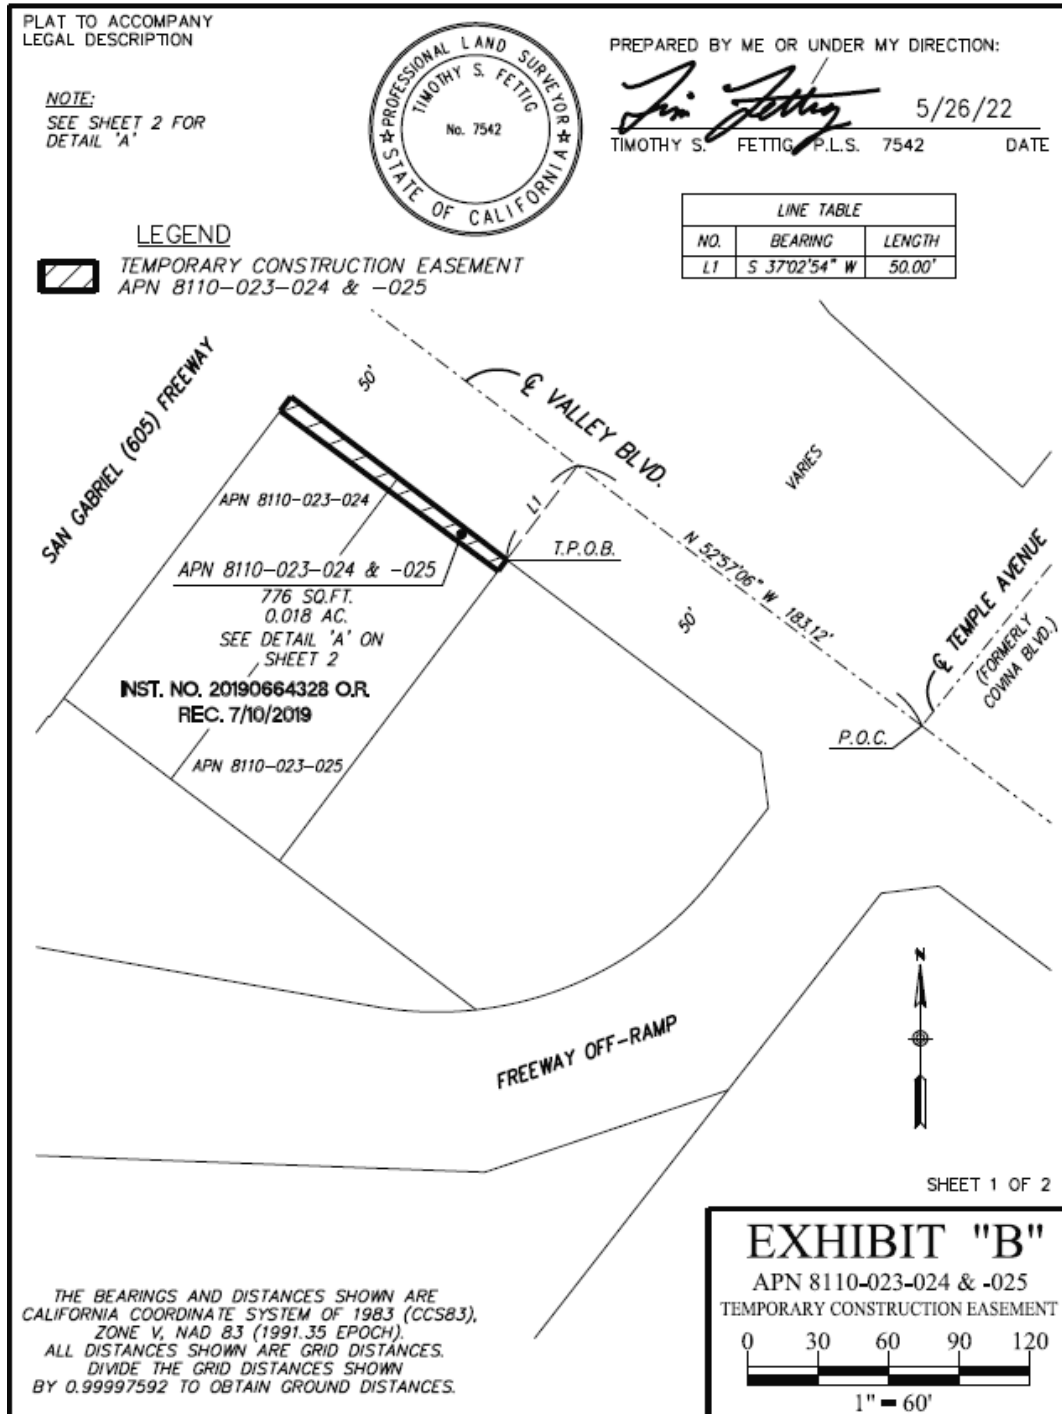 PLAT TO ACCOMPANY
LEGAL DESCRIPTION
NOTE:
SEE SHEET 2 FOR
DETAIL 'A'
PROFESSIONAL LAND SURVEYOR
TIMOTHY S. FETTIG
No. 7542
STATE OF CALIFORNIA
PREPARED BY ME OR UNDER MY DIRECTION:
Tim Fettig 5/26/22
TIMOTHY S. FETTIG, P.L.S. 7542 DATE
LINE TABLE
NO. BEARING LENGTH
L1 S 37°02'54" W 50.00'
LEGEND
TEMPORARY CONSTRUCTION EASEMENT
APN 8110-023-024 & -025
SAN GABRIEL (605) FREEWAY
50'
℄ VALLEY BLVD.
VARIES
APN 8110-023-024
L1
T.P.O.B.
N 52°57'06" W 183.12'
50'
℄ TEMPLE AVENUE
(FORMERLY
COVINA BLVD.)
P.O.C.
APN 8110-023-024 & -025
776 SQ.FT.
0.018 AC.
SEE DETAIL 'A' ON
SHEET 2
INST. NO. 20190664328 O.R.
REC. 7/10/2019
APN 8110-023-025
FREEWAY OFF-RAMP
N
SHEET 1 OF 2
THE BEARINGS AND DISTANCES SHOWN ARE
CALIFORNIA COORDINATE SYSTEM OF 1983 (CCS83),
ZONE V, NAD 83 (1991.35 EPOCH).
ALL DISTANCES SHOWN ARE GRID DISTANCES.
DIVIDE THE GRID DISTANCES SHOWN
BY 0.99997592 TO OBTAIN GROUND DISTANCES.
EXHIBIT "B"
APN 8110-023-024 & -025
TEMPORARY CONSTRUCTION EASEMENT
0 30 60 90 120
1" = 60'